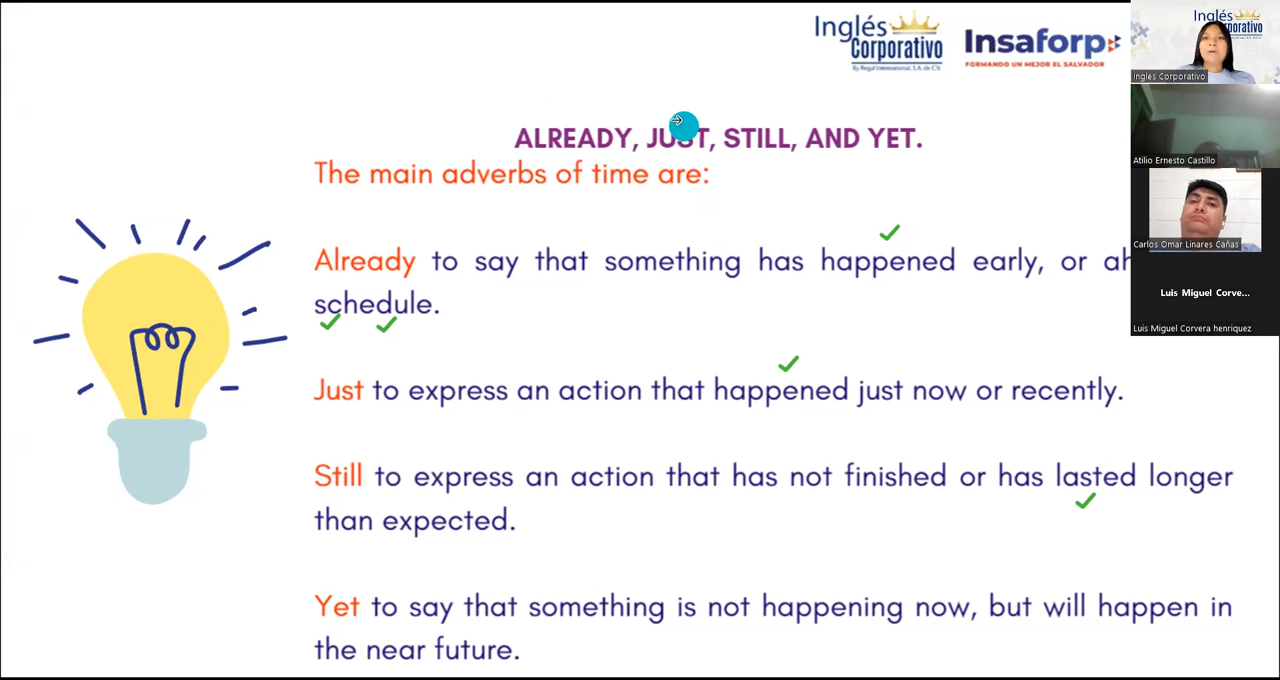 Inglés
Corporativo
By Regal International, S.A. de C.V.
Insaforp
FORMANDO UN MEJOR EL SALVADOR
Inglés
Corporativo
Ingles Corporativo
ALREADY, JUST, STILL, AND YET.
Atilio Ernesto Castillo
The main adverbs of time are:
Carlos Omar Linares Cañas
Already to say that something has happened early, or
schedule.
Luis Miguel Corve...
Luis Miguel Corvera henriquez
Just to express an action that happened just now or recently.
Still to express an action that has not finished or has lasted longer
than expected.
Yet to say that something is not happening now, but will happen in
the near future.